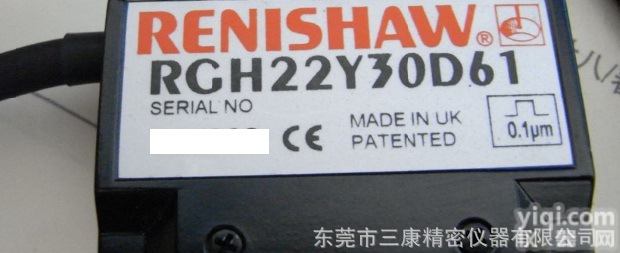 RENISHAW®
RGH22Y30D61
SERIAL NO
CE
MADE IN UK
PATENTED
0.1µm
yiqi.com
东莞市三康精密仪器有限公司